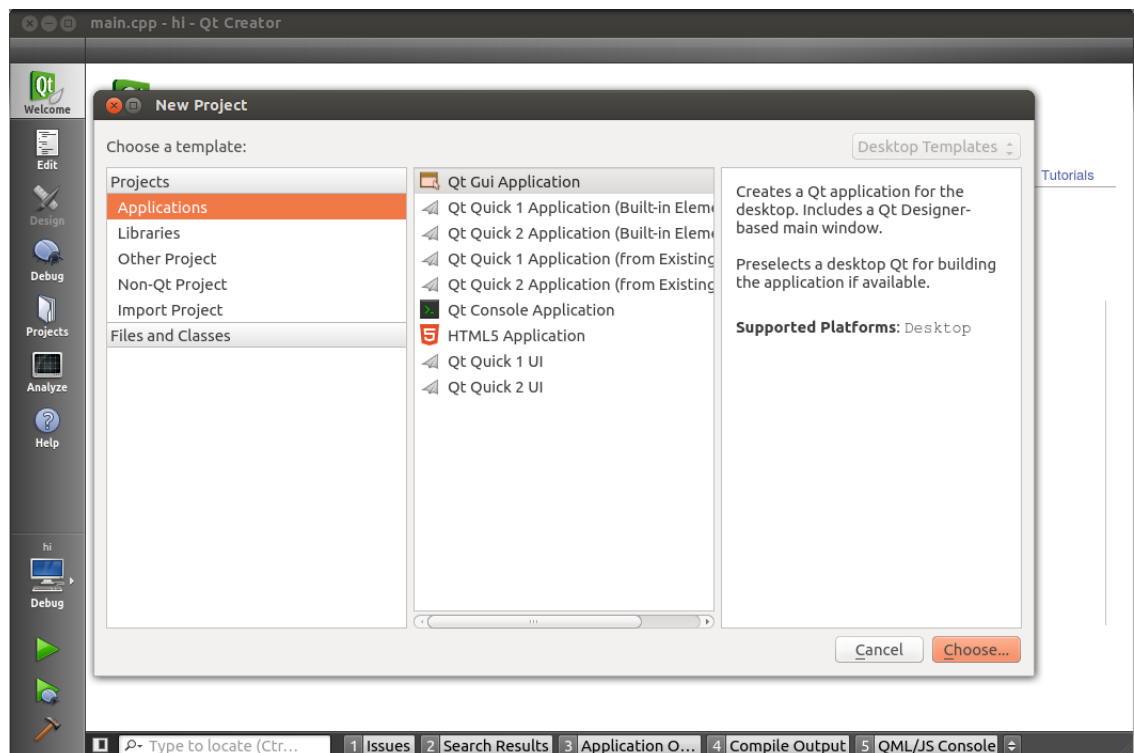 main.cpp - hi - Qt Creator
Qt
Welcome
Edit
Design
Debug
Projects
Analyze
Help
hi
Debug
New Project
Choose a template:
Desktop Templates
Projects
Applications
Libraries
Other Project
Non-Qt Project
Import Project
Files and Classes
Qt Gui Application
Qt Quick 1 Application (Built-in Eleme
Qt Quick 2 Application (Built-in Eleme
Qt Quick 1 Application (from Existing
Qt Quick 2 Application (from Existing
Qt Console Application
HTML5 Application
Qt Quick 1 UI
Qt Quick 2 UI
Creates a Qt application for the
desktop. Includes a Qt Designer-
based main window.
Preselects a desktop Qt for building
the application if available.
Supported Platforms: Desktop
Tutorials
Cancel
Choose...
Type to locate (Ctr...
1 Issues
2 Search Results
3 Application O...
4 Compile Output
5 QML/JS Console